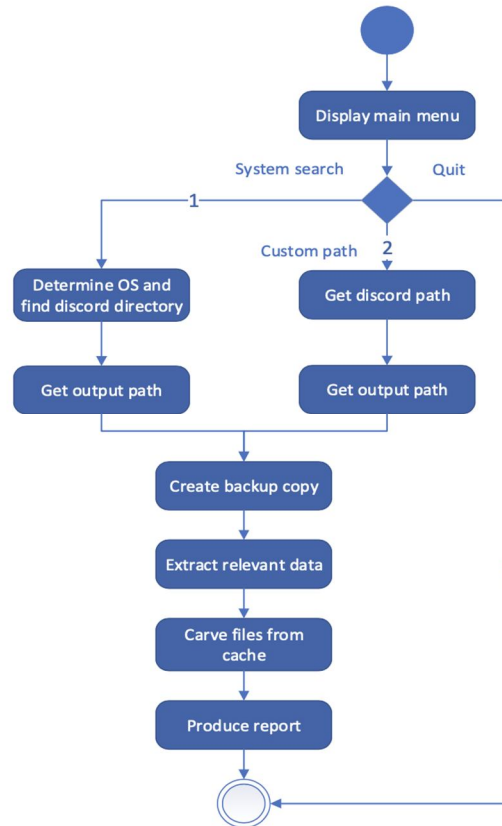 Display main menu
System search
Quit
1
Custom path
2
Determine OS and
find discord directory
Get discord path
Get output path
Get output path
Create backup copy
Extract relevant data
Carve files from
cache
Produce report